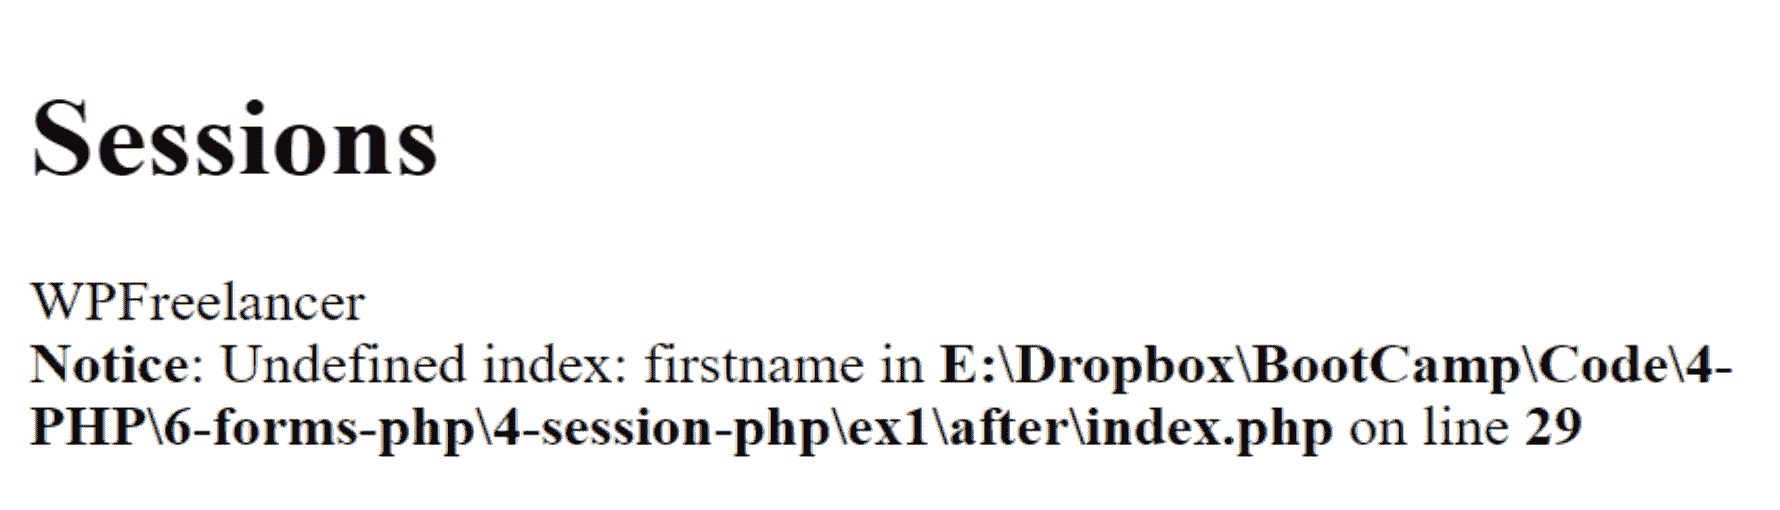 Sessions
WPFreelancer
Notice: Undefined index: firstname in E:\Dropbox\BootCamp\Code\4-
PHP\6-forms-php\4-session-php\ex1\after\index.php on line 29